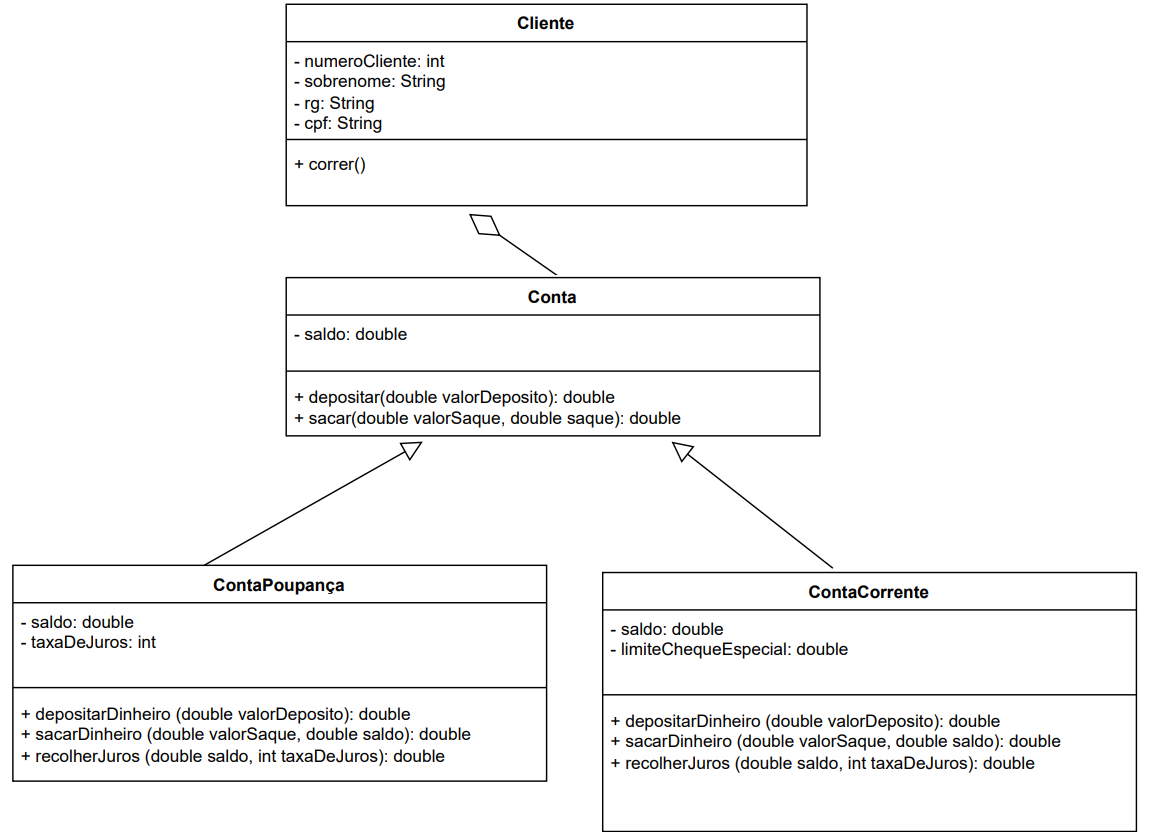 Cliente
- numeroCliente: int
- sobrenome: String
- rg: String
- cpf: String
+ correr()
Conta
- saldo: double
+ depositar(double valorDeposito): double
+ sacar(double valorSaque, double saque): double
ContaPoupança
- saldo: double
- taxaDeJuros: int
+ depositarDinheiro (double valorDeposito): double
+ sacarDinheiro (double valorSaque, double saldo): double
+ recolherJuros (double saldo, int taxaDeJuros): double
ContaCorrente
- saldo: double
- limiteChequeEspecial: double
+ depositarDinheiro (double valorDeposito): double
+ sacarDinheiro (double valorSaque, double saldo): double
+ recolherJuros (double saldo, int taxaDeJuros): double